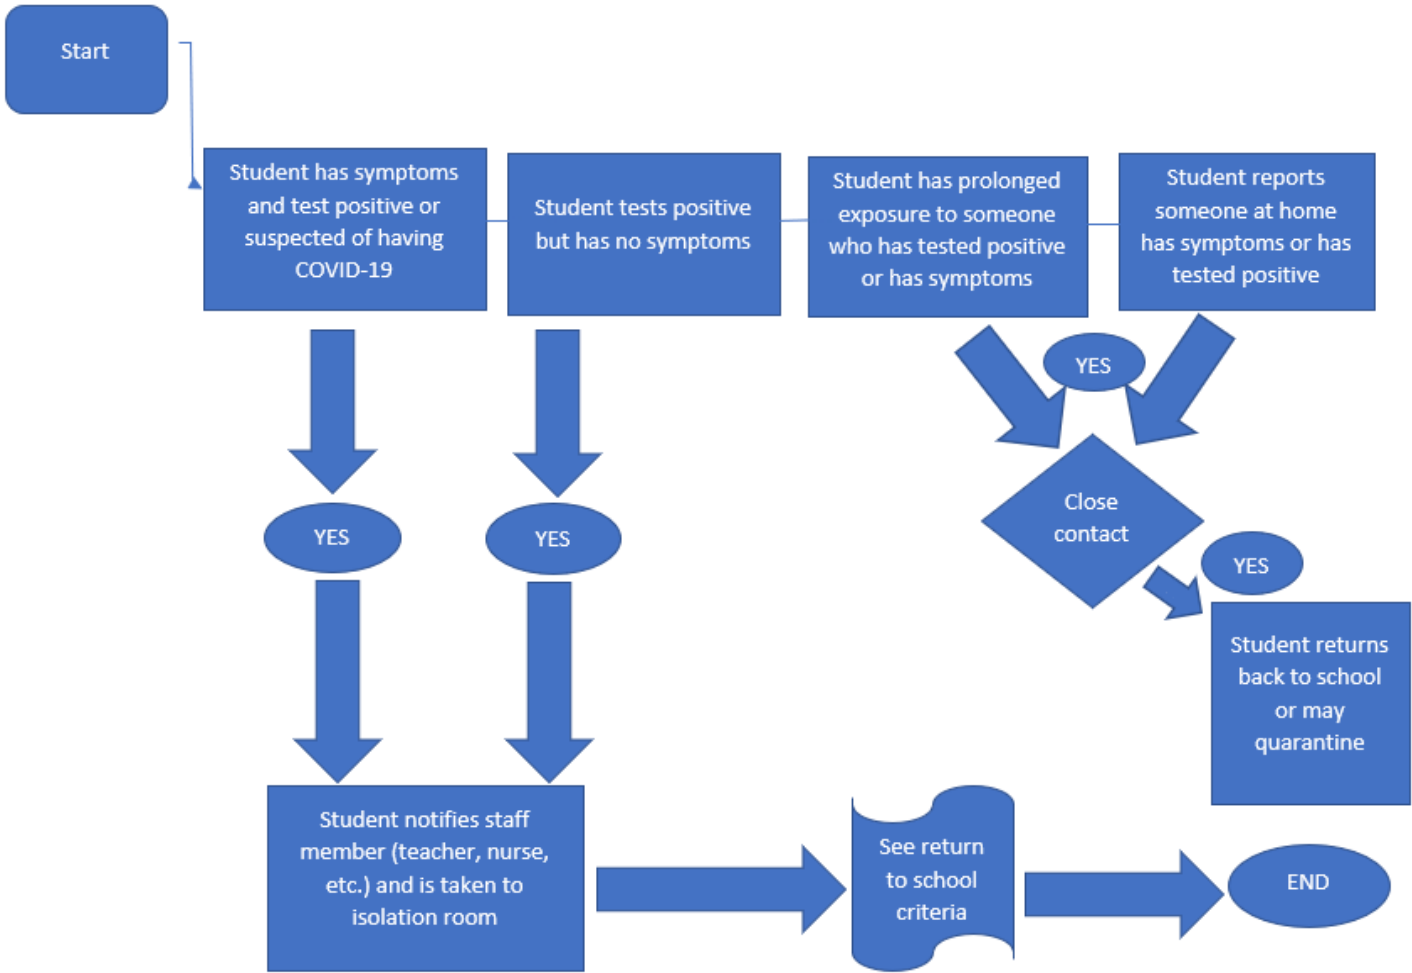 Start
Student has symptoms
and test positive or
suspected of having
COVID-19
Student tests positive
but has no symptoms
Student has prolonged
exposure to someone
who has tested positive
or has symptoms
Student reports
someone at home
has symptoms or has
tested positive
YES
YES
YES
Close
contact
YES
Student returns
back to school
or may
quarantine
Student notifies staff
member (teacher, nurse,
etc.) and is taken to
isolation room
See return
to school
criteria
END